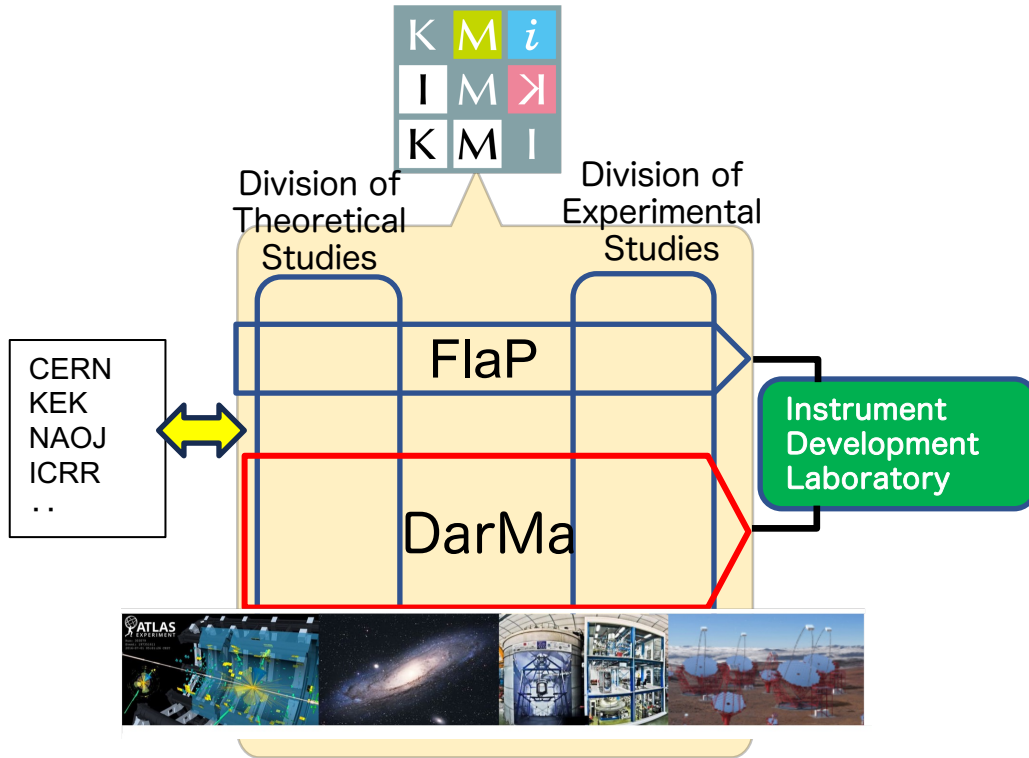 K M i
I M K
K M I
Division of
Theoretical
Studies
Division of
Experimental
Studies
FlaP
CERN
KEK
NAOJ
ICRR
. .
Instrument
Development
Laboratory
DarMa
ATLAS
EXPERIMENT